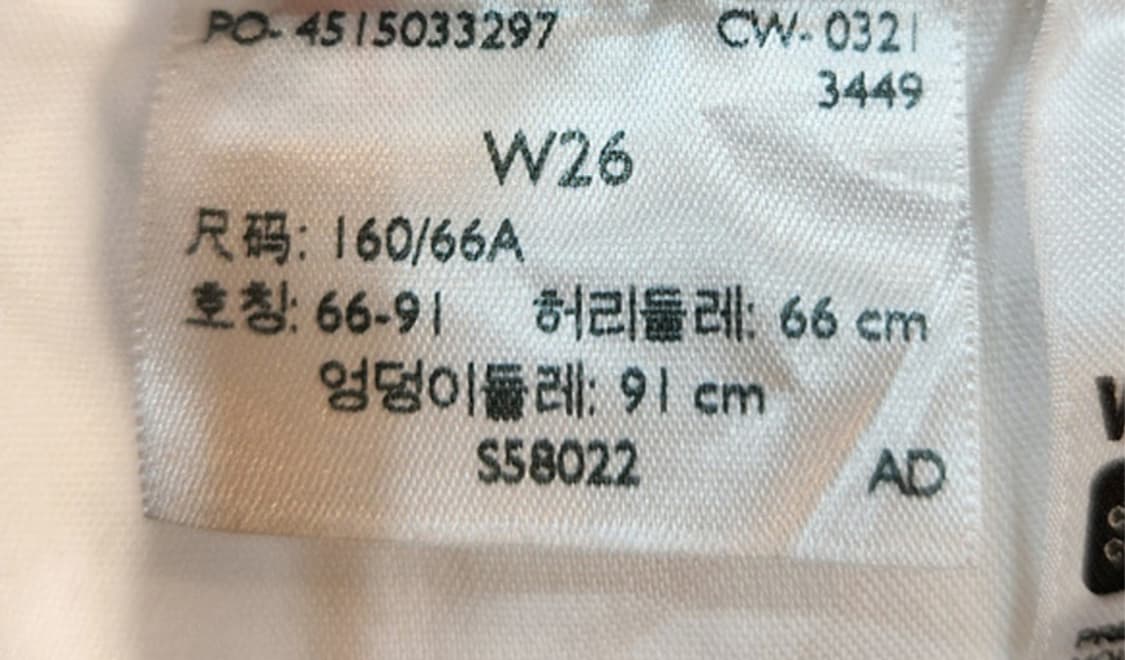 PO- 4515033297 CW- 0321
3449
W26
尺码: 160/66A
호칭: 66-91 허리둘레: 66 cm
엉덩이둘레: 91 cm
S58022 AD